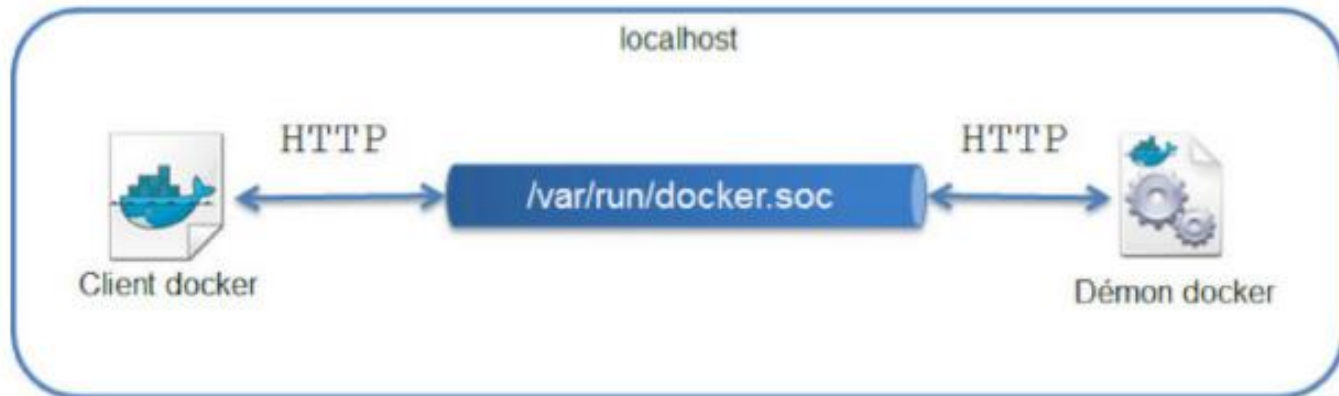 localhost
HTTP
HTTP
/var/run/docker.soc
Client docker
Démon docker